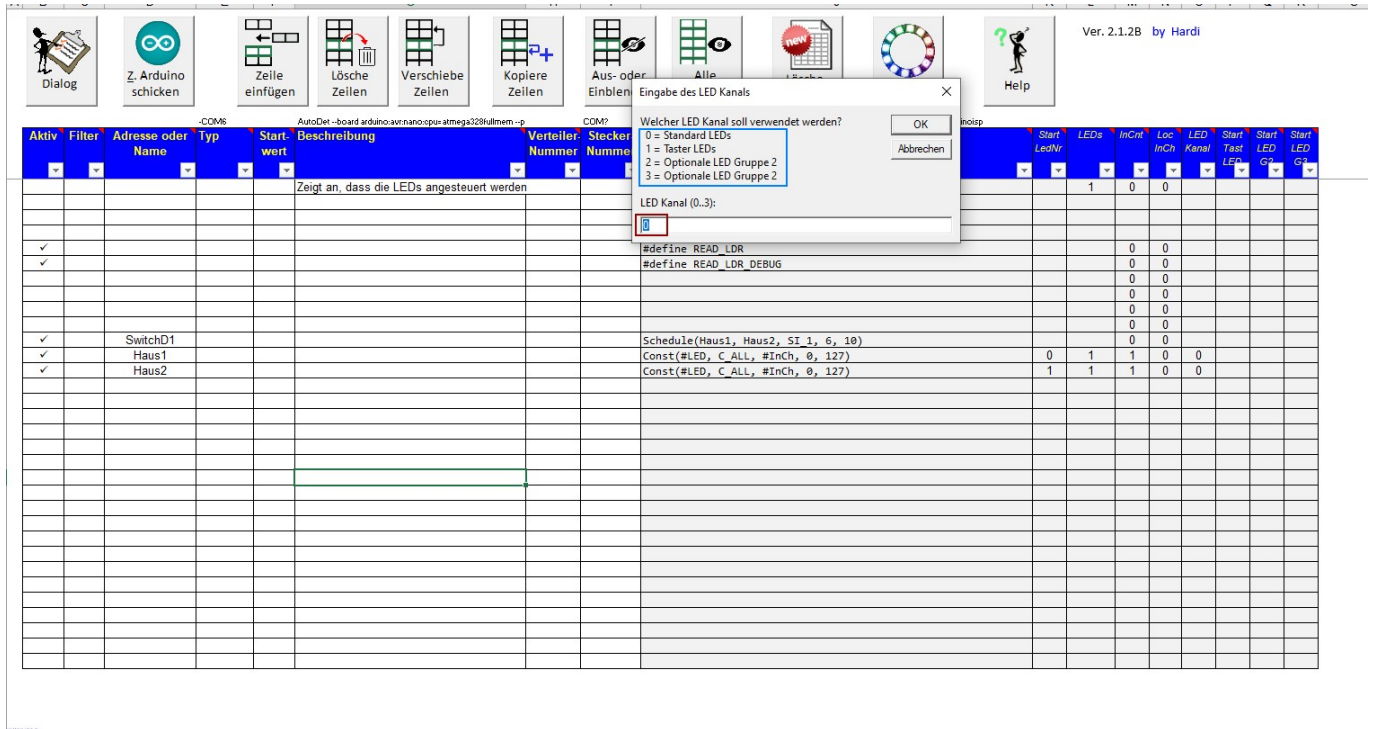 Dialog
Z. Arduino
schicken
Zeile
einfügen
Lösche
Zeilen
Verschiebe
Zeilen
Kopiere
Zeilen
Aus- oder
Alle
new
Help
Ver. 2.1.2B by Hardi
-COM6
AutoDet --board arduino:avr:nano:cpu=atmega328fullmem --p
COM?
Aktiv
Filter
Adresse oder
Name
Typ
Start-
wert
Beschreibung
Verteiler-
Nummer
Stecker
Start
LedNr
LEDs
InCnt
Loc
InCh
LED
Kanal
Start
Tast
LED
Start
LED
G2
Start
LED
G3
Eingabe des LED Kanals
Welcher LED Kanal soll verwendet werden?
0 = Standard LEDs
1 = Taster LEDs
2 = Optionale LED Gruppe 2
3 = Optionale LED Gruppe 2
LED Kanal (0..3):
0
OK
Abbrechen
Zeigt an, dass die LEDs angesteuert werden 1 0 0
✓ #define READ_LDR 0 0
✓ #define READ_LDR_DEBUG 0 0
0 0
0 0
0 0
0 0
✓ SwitchD1 Schedule(Haus1, Haus2, SI_1, 6, 10) 0 0
✓ Haus1 Const(#LED, C_ALL, #InCh, 0, 127) 0 1 1 0 0
✓ Haus2 Const(#LED, C_ALL, #InCh, 0, 127) 1 1 1 0 0